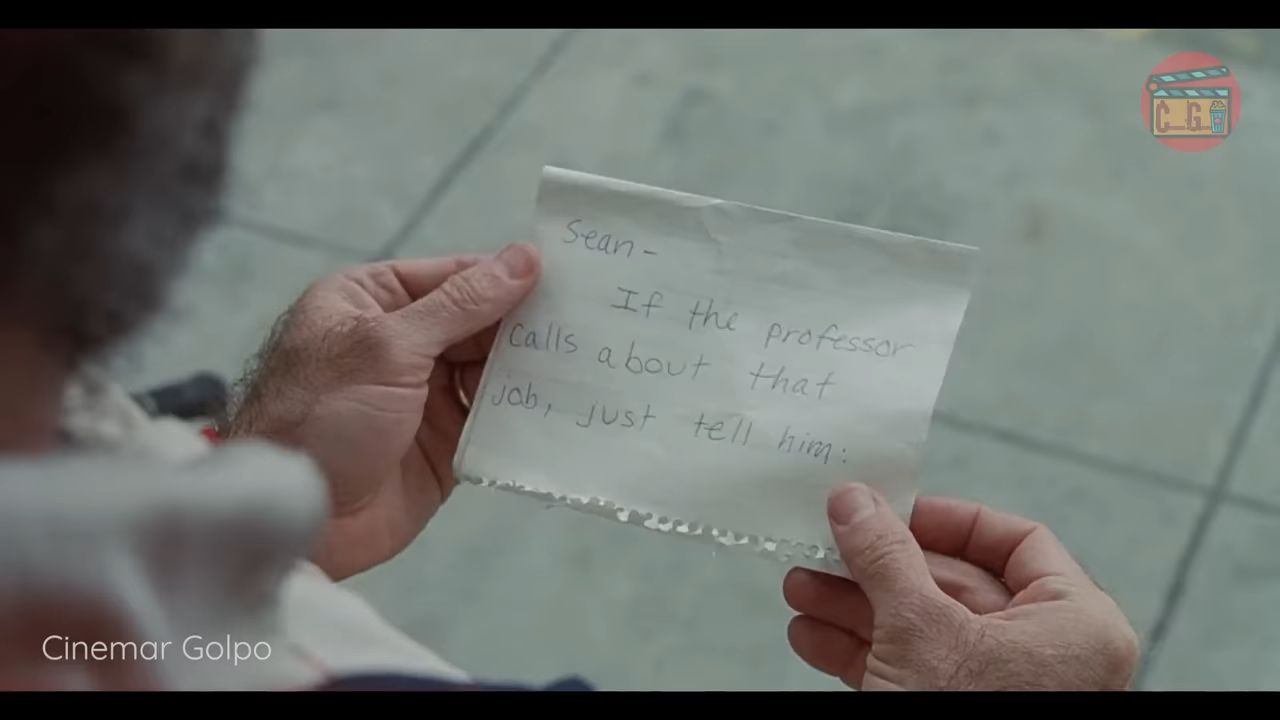 Sean-
If the professor
calls about that
job, just tell him:
C G
Cinemar Golpo